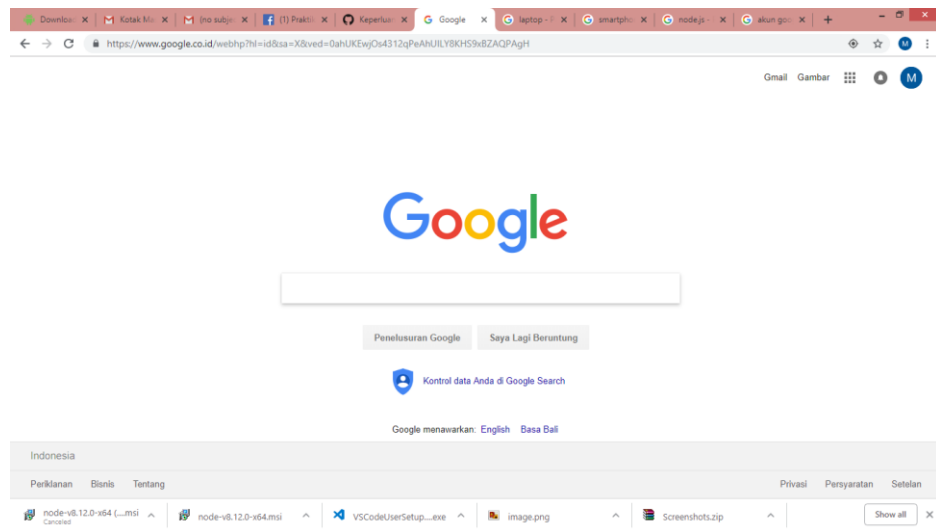 Download
Kotak Ma
(no subje
(1) Prakti
Keperlua
Google
laptop - P
smartpho
node.js -
akun goo
https://www.google.co.id/webhp?hl=id&sa=X&ved=0ahUKEwjOs4312qPeAhUILY8KHS9xBZAQPAgH
M
Gmail Gambar
M
Google
Penelusuran Google Saya Lagi Beruntung
Kontrol data Anda di Google Search
Google menawarkan: English Basa Bali
Indonesia
Periklanan Bisnis Tentang Privasi Persyaratan Setelan
node-v8.12.0-x64 (....msi
Canceled
node-v8.12.0-x64.msi
VSCodeUserSetup....exe
image.png
Screenshots.zip
Show all